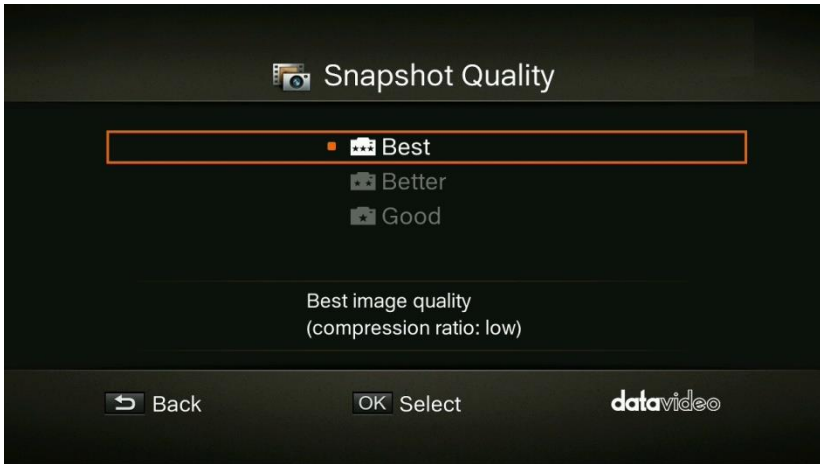 Snapshot Quality
Best
Better
Good
Best image quality
(compression ratio: low)
Back
OK Select
datavideo